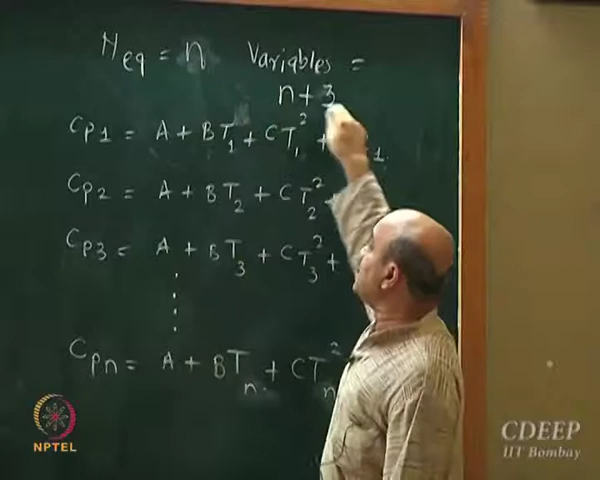 Neq = n Variables =
n + 3
Cp1 = A + BT1 + CT1² + 1.
Cp2 = A + BT2 + CT2²
Cp3 = A + BT3 + CT3² +
Cpn = A + BTn + CTn²
NPTEL
CDEEP
IIT Bombay